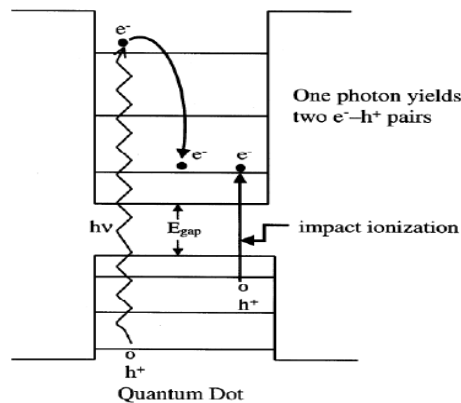 e⁻
One photon yields
two e⁻–h⁺ pairs
e⁻ e⁻
hν E_gap impact ionization
h⁺
h⁺
Quantum Dot